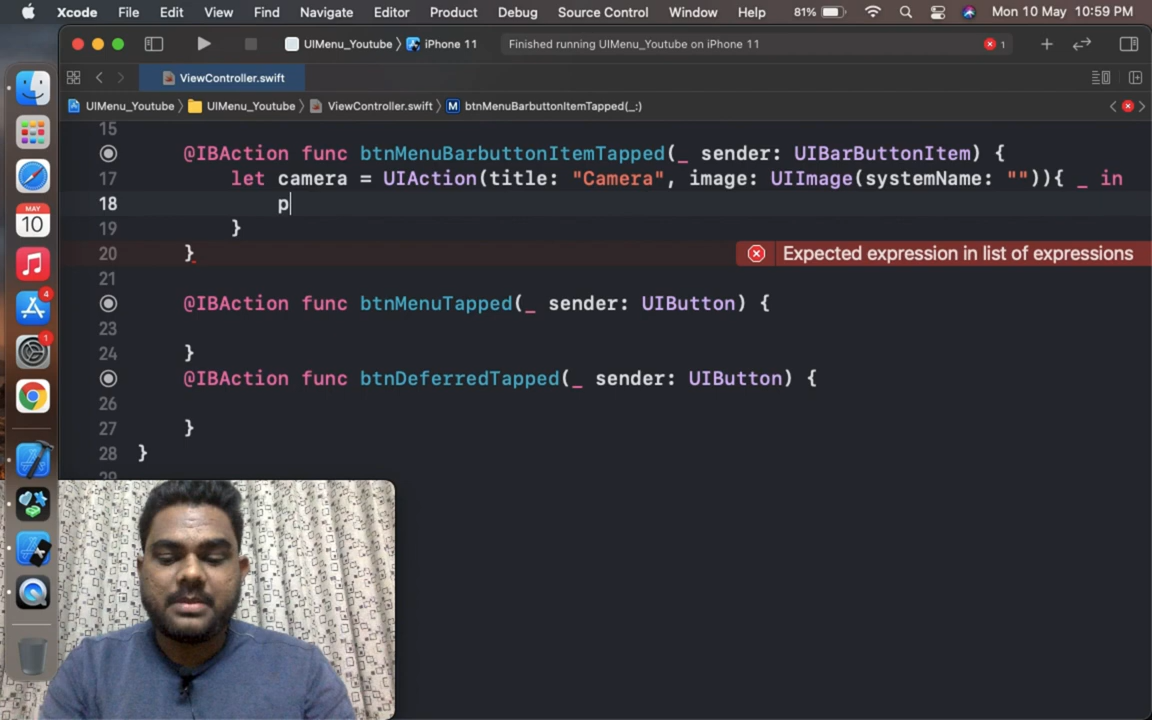 Xcode File Edit View Find Navigate Editor Product Debug Source Control Window Help 81% Mon 10 May 10:59 PM
UIMenu_Youtube 〉 iPhone 11 Finished running UIMenu_Youtube on iPhone 11 1
ViewController.swift
UIMenu_Youtube 〉 UIMenu_Youtube 〉 ViewController.swift 〉 M btnMenuBarbuttonItemTapped(_:)
15
@IBAction func btnMenuBarbuttonItemTapped(_ sender: UIBarButtonItem) {
17 let camera = UIAction(title: "Camera", image: UIImage(systemName: "")){ _ in
18 p
19 }
20 } Expected expression in list of expressions
21
@IBAction func btnMenuTapped(_ sender: UIButton) {
23
24 }
@IBAction func btnDeferredTapped(_ sender: UIButton) {
26
27 }
28 }
MAY
10
4
1